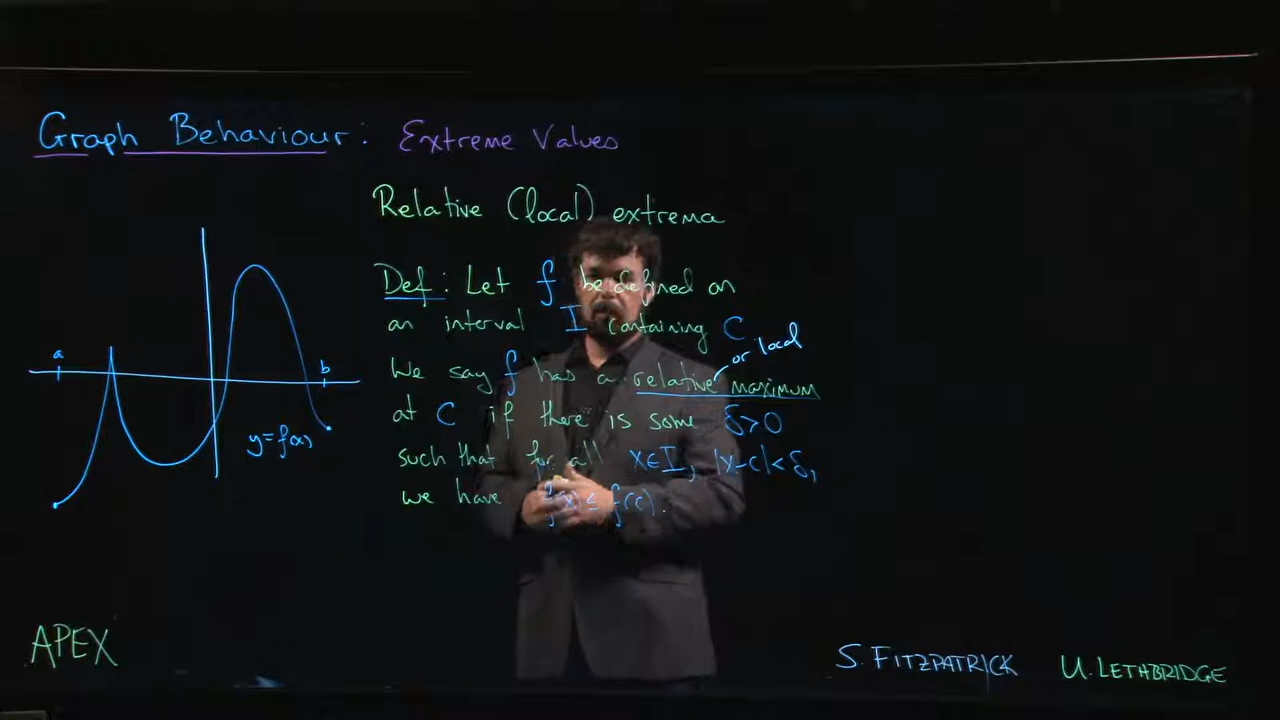 Graph Behaviour: Extreme Values
Relative (local) extrema
Def: Let f be defined on
an interval I containing C
or local
We say f has a relative maximum
at C if there is some δ>0
such that for all x∈I, |x-c|<δ,
we have f(x)≤f(c).
a
b
y=f(x)
APEX
S. FITZPATRICK U. LETHBRIDGE